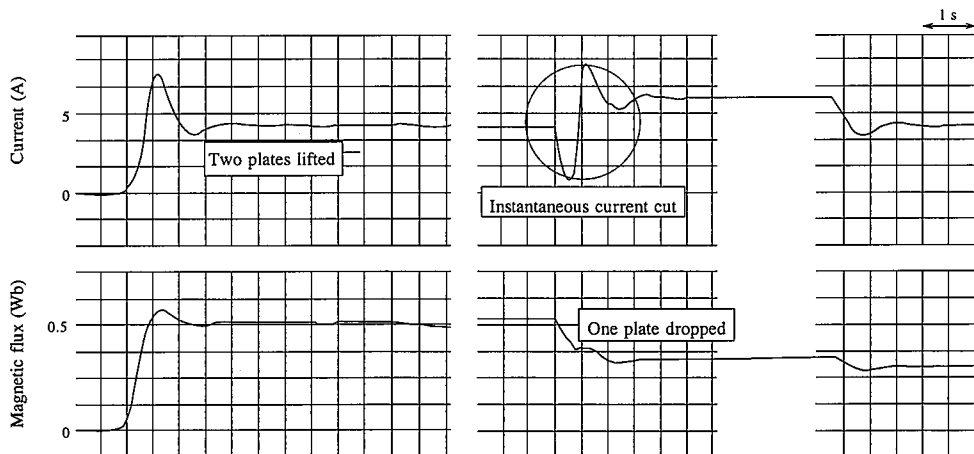 1 s
Current (A)
5
0
Two plates lifted
Instantaneous current cut
Magnetic flux (Wb)
0.5
0
One plate dropped